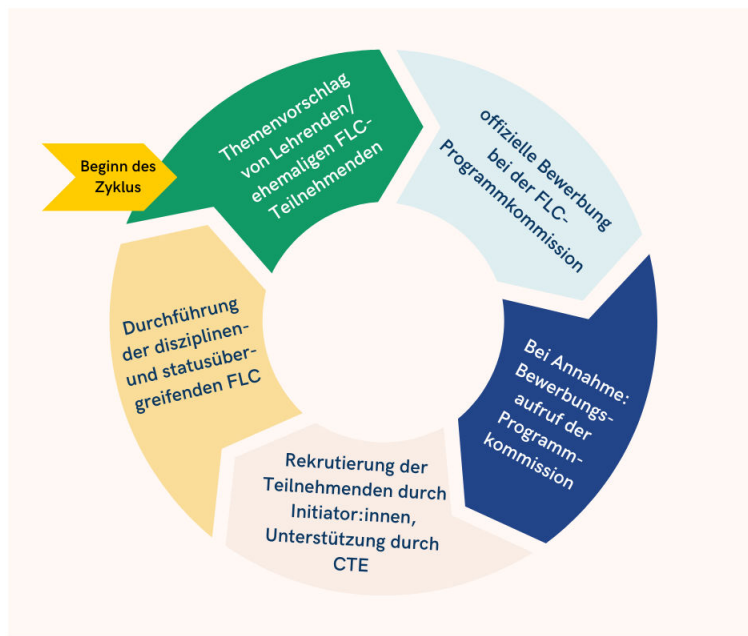 Beginn des
Zyklus
Themenvorschlag
von Lehrenden/
ehemaligen FLC-
Teilnehmenden
offizielle Bewerbung
bei der FLC-
Programmkommission
Bei Annahme:
Bewerbungs-
aufruf der
Programm-
kommission
Rekrutierung der
Teilnehmenden durch
Initiator:innen,
Unterstützung durch
CTE
Durchführung
der disziplinen-
und statusüber-
greifenden FLC